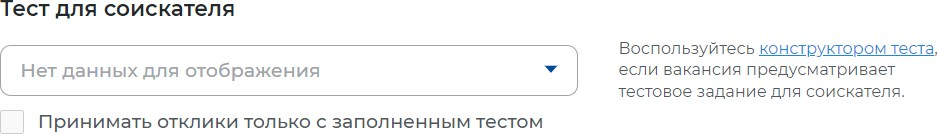 Тест для соискателя
Нет данных для отображения
Принимать отклики только с заполненным тестом
Воспользуйтесь конструктором теста,
если вакансия предусматривает
тестовое задание для соискателя.